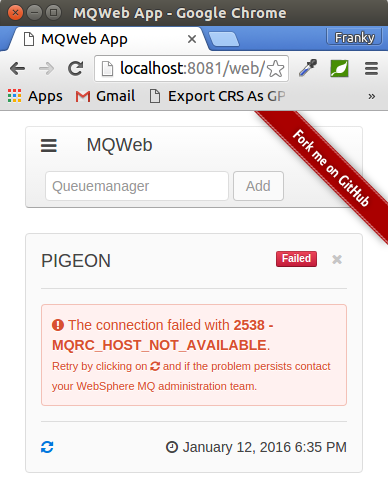 MQWeb App - Google Chrome
MQWeb App
Franky
localhost:8081/web/
Apps Gmail Export CRS As GP
MQWeb
Fork me on GitHub
Queuemanager Add
PIGEON Failed
The connection failed with 2538 -
MQRC_HOST_NOT_AVAILABLE.
Retry by clicking on and if the problem persists contact
your WebSphere MQ administration team.
January 12, 2016 6:35 PM